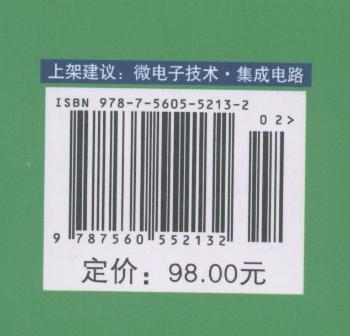 上架建议：微电子技术·集成电路
ISBN 978-7-5605-5213-2
02>
9 787560 552132
定价：98.00元